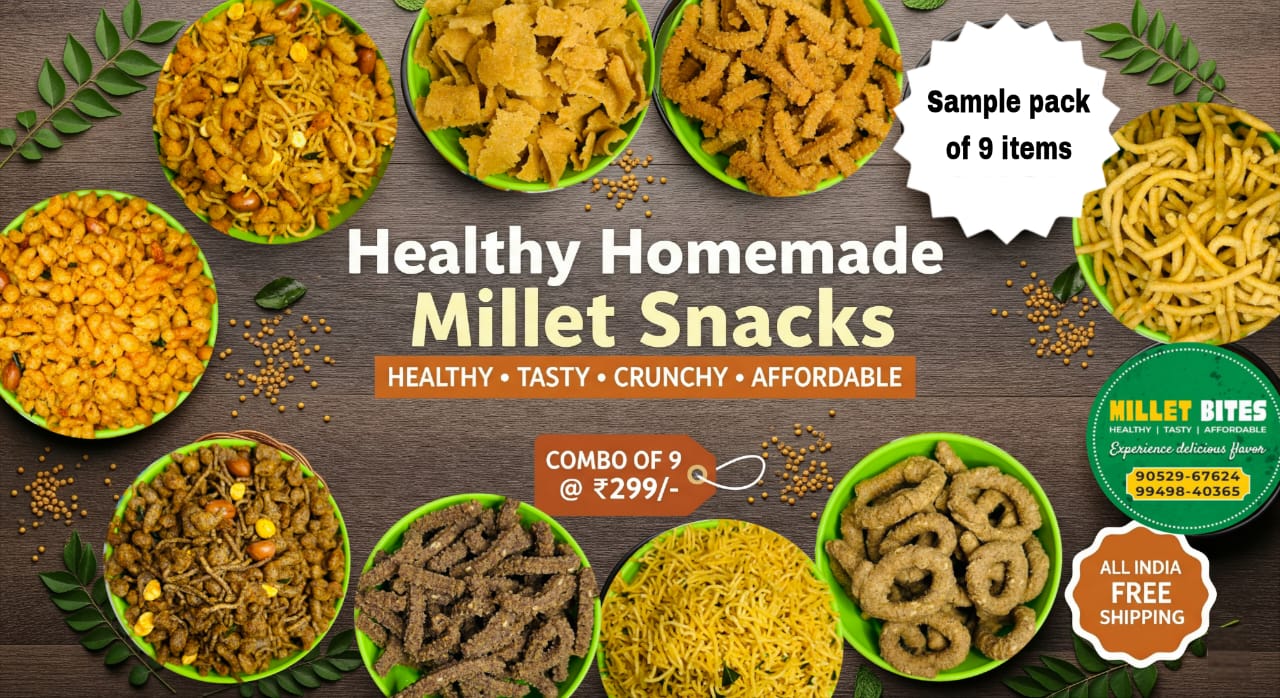 Sample pack
of 9 items
Healthy Homemade
Millet Snacks
HEALTHY • TASTY • CRUNCHY • AFFORDABLE
COMBO OF 9
@ ₹299/-
MILLET BITES
HEALTHY | TASTY | AFFORDABLE
Experience delicious flavor
90529-67624
99498-40365
ALL INDIA
FREE
SHIPPING